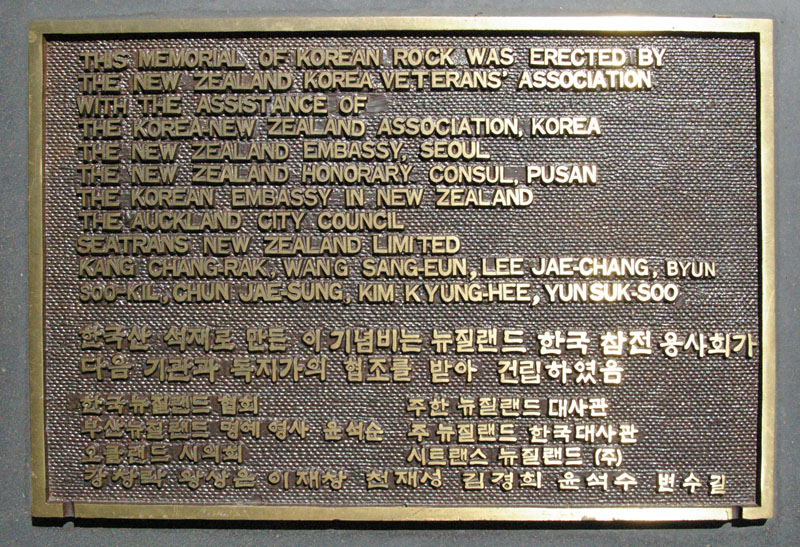 THIS MEMORIAL OF KOREAN ROCK WAS ERECTED BY
THE NEW ZEALAND KOREA VETERANS' ASSOCIATION
WITH THE ASSISTANCE OF
THE KOREA-NEW ZEALAND ASSOCIATION, KOREA
THE NEW ZEALAND EMBASSY, SEOUL
THE NEW ZEALAND HONORARY CONSUL, PUSAN
THE KOREAN EMBASSY IN NEW ZEALAND
THE AUCKLAND CITY COUNCIL
SEATRANS NEW ZEALAND LIMITED
KANG CHANG-RAK, WANG SANG-EUN, LEE JAE-CHANG, BYUN
SOO-KIL, CHUN JAE-SUNG, KIM KYUNG-HEE, YUN SUK-SOO
한국산 석재로 만든 이 기념비는 뉴질랜드 한국 참전 용사회가
다음 기관과 독지가의 협조를 받아 건립하였음
한국뉴질랜드 협회 주한 뉴질랜드 대사관
부산뉴질랜드 명예 영사 윤석순 주 뉴질랜드 한국대사관
오클랜드 시의회 시트랜스 뉴질랜드 (주)
강창락 왕상은 이재창 천재성 김경희 윤석수 변수길